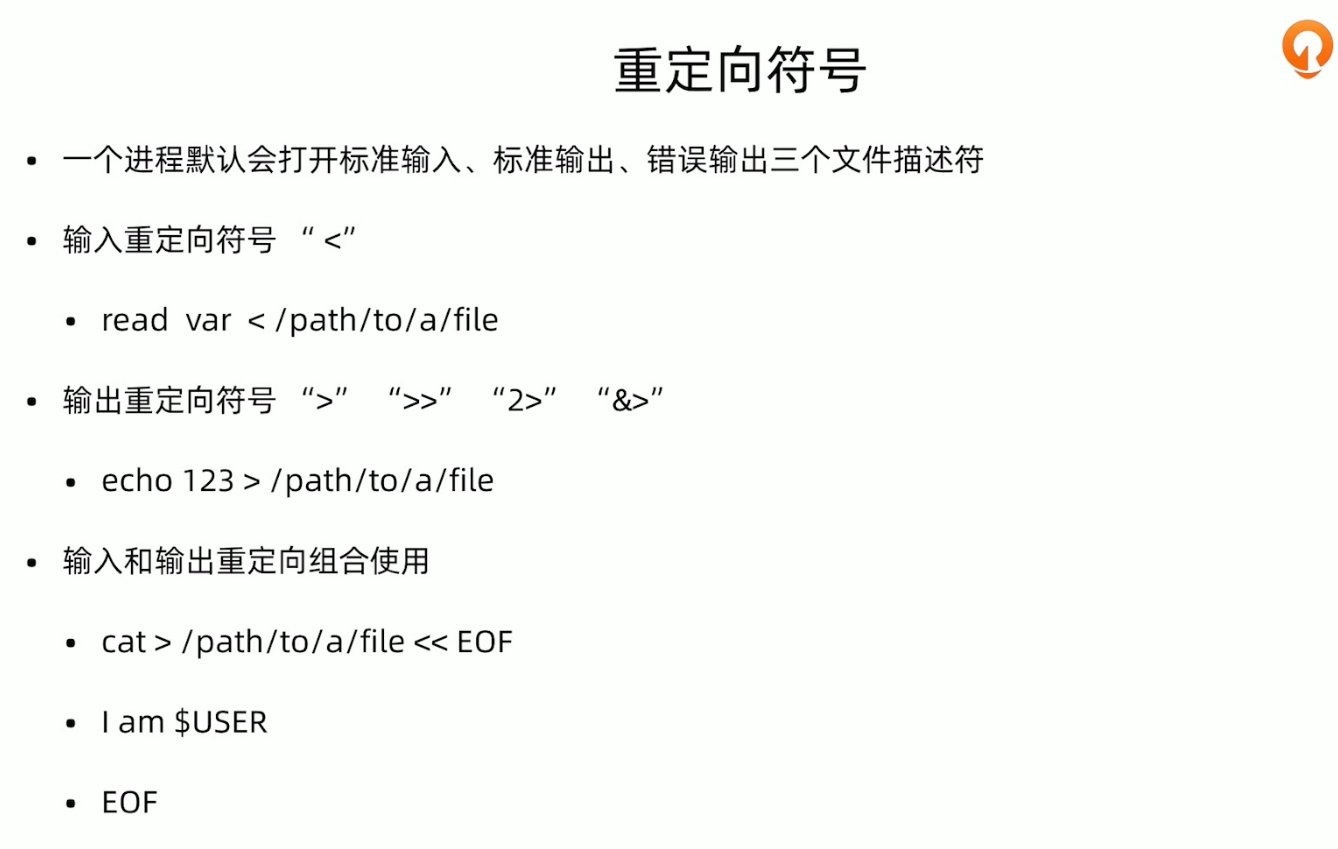 重定向符号
• 一个进程默认会打开标准输入、标准输出、错误输出三个文件描述符
• 输入重定向符号 “ <”
• read var < /path/to/a/file
• 输出重定向符号 “>” “>>” “2>” “&>”
• echo 123 > /path/to/a/file
• 输入和输出重定向组合使用
• cat > /path/to/a/file << EOF
• I am $USER
• EOF